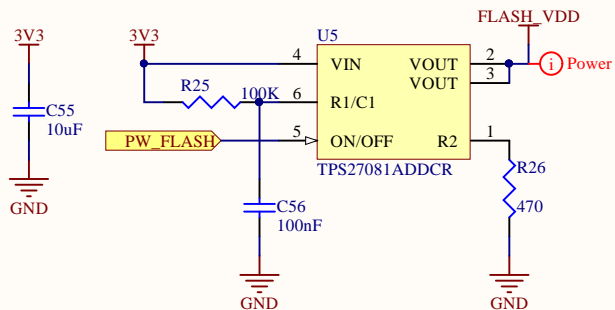 FLASH_VDD
3V3
3V3
U5
4
VIN
VOUT
2
i
Power
VOUT
3
R25
100K
6
R1/C1
C55
10uF
PW_FLASH
5
ON/OFF
R2
1
TPS27081ADDCR
R26
470
C56
100nF
GND
GND
GND